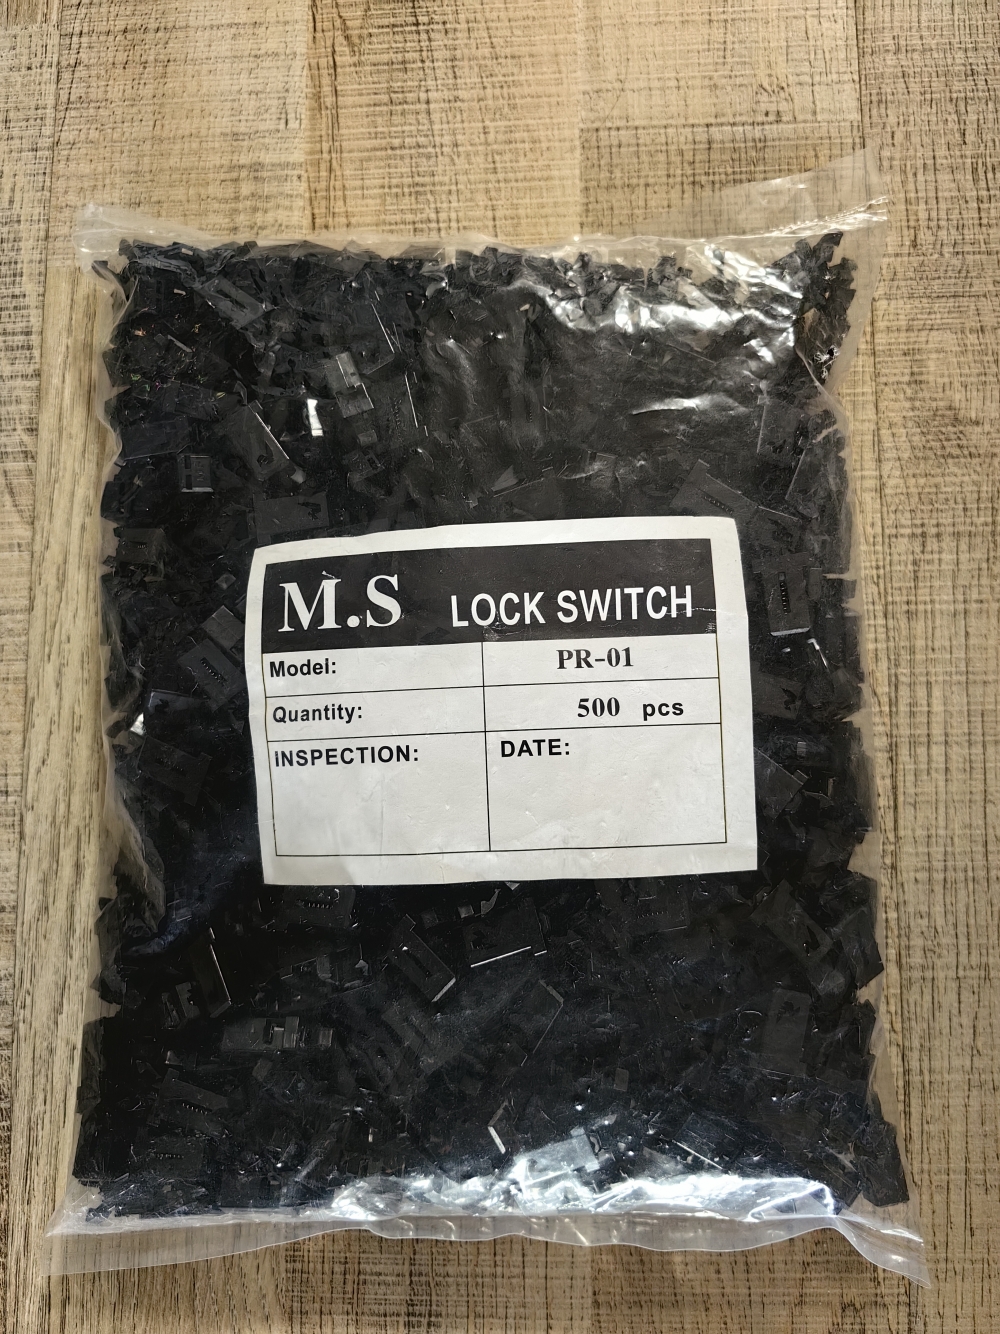 M.S LOCK SWITCH
Model: PR-01
Quantity: 500 pcs
INSPECTION: DATE: